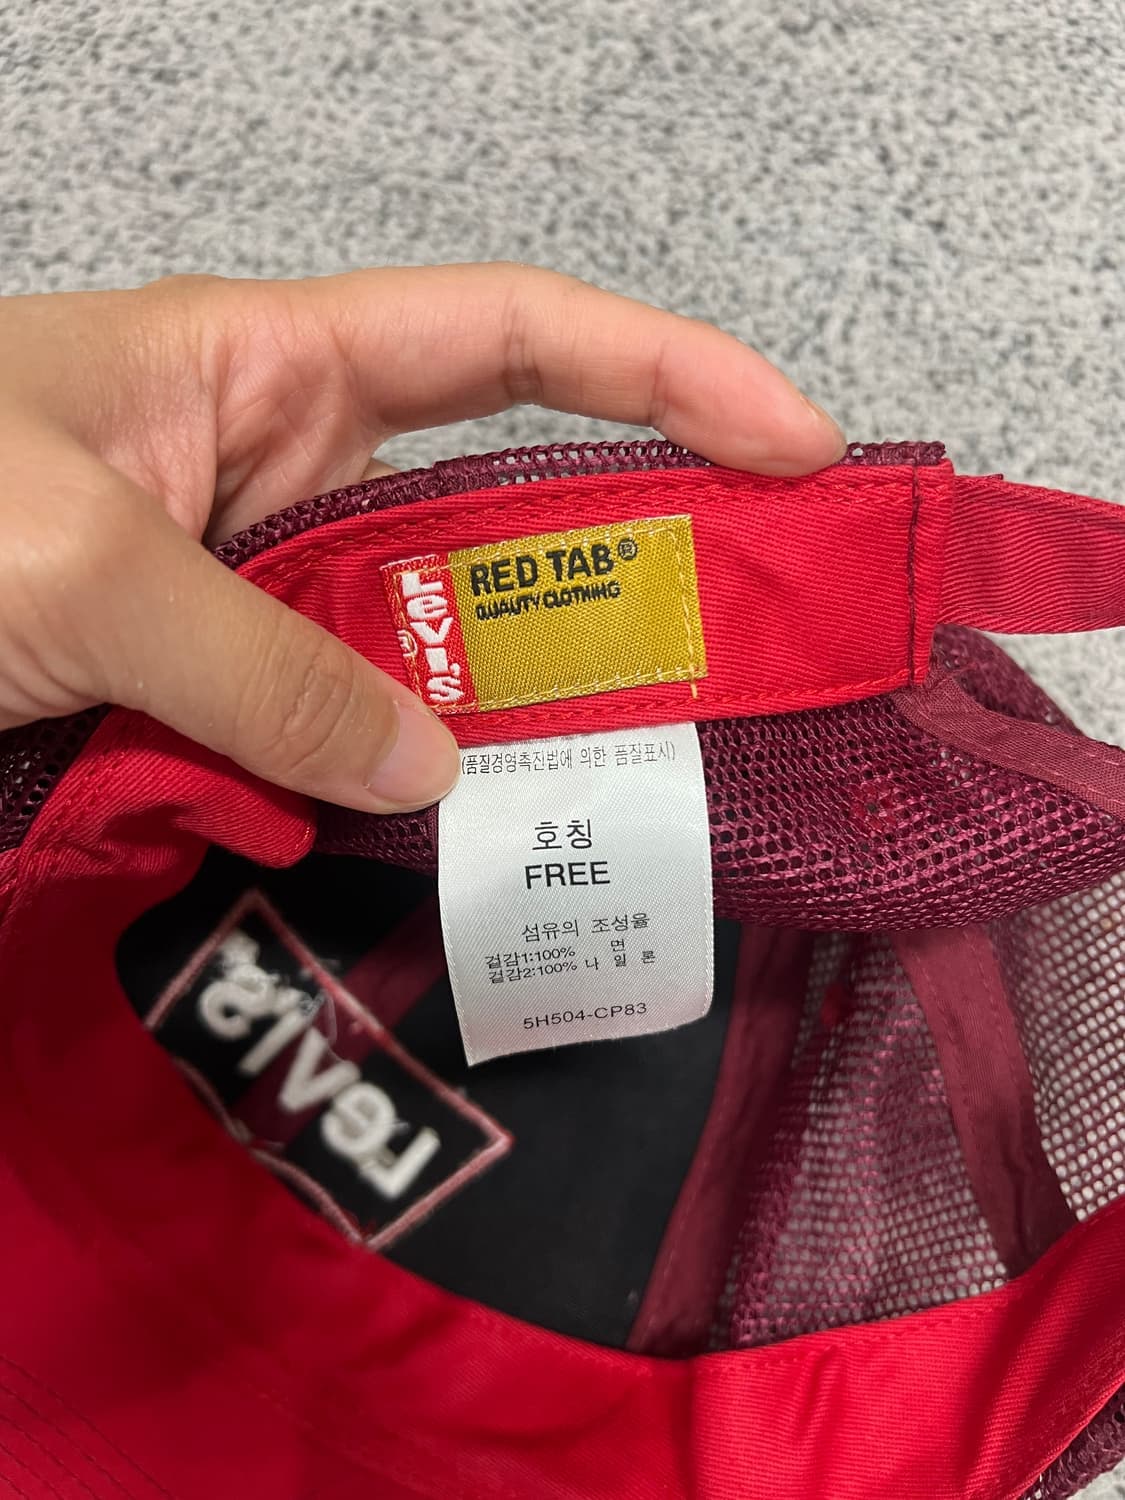 LEVI'S ®
RED TAB®
QUALITY CLOTHING
(품질경영촉진법에 의한 품질표시)
호칭
FREE
섬유의 조성율
겉감1:100% 면
겉감2:100% 나 일 론
5H504-CP83
LEVI'S